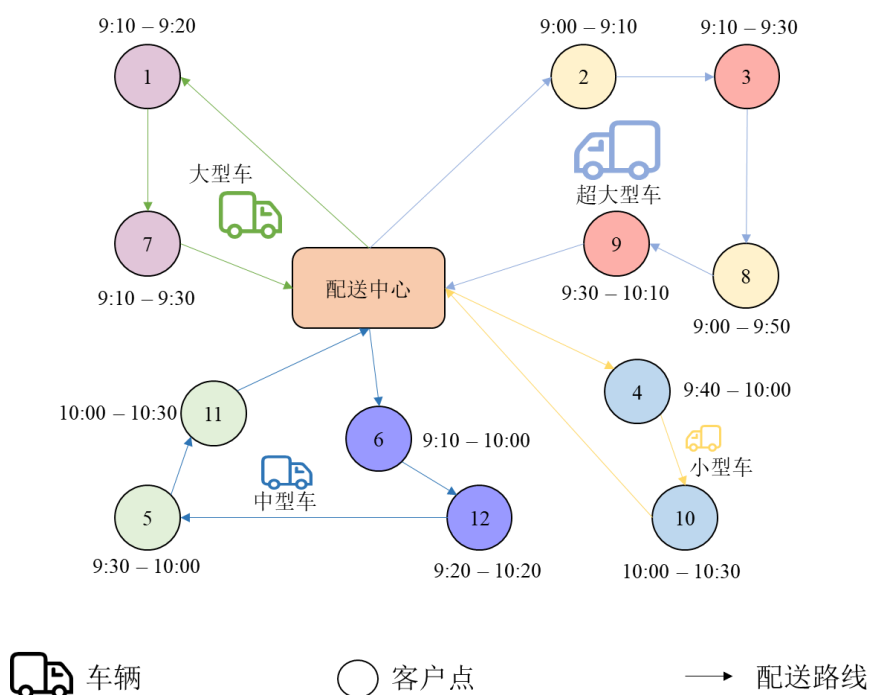 9:10 – 9:20
9:00 – 9:10
9:10 – 9:30
1
2
3
大型车
超大型车
7
9
8
配送中心
9:10 – 9:30
9:30 – 10:10
9:00 – 9:50
4
9:40 – 10:00
10:00 – 10:30
11
6
9:10 – 10:00
小型车
中型车
5
12
10
9:30 – 10:00
9:20 – 10:20
10:00 – 10:30
车辆
客户点
配送路线